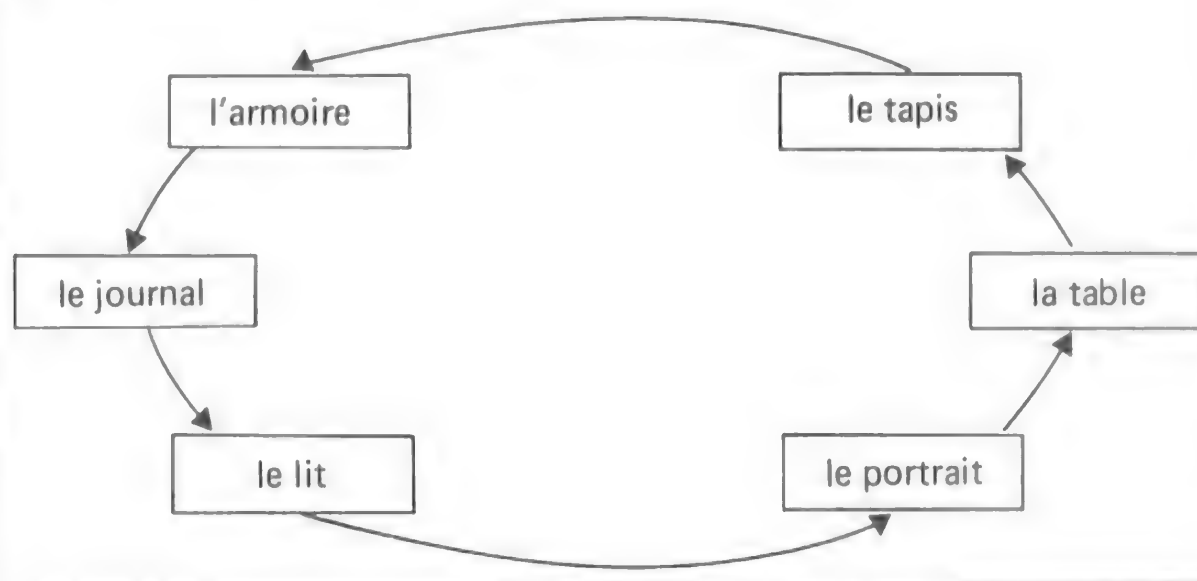 l'armoire
le tapis
le journal
la table
le lit
le portrait